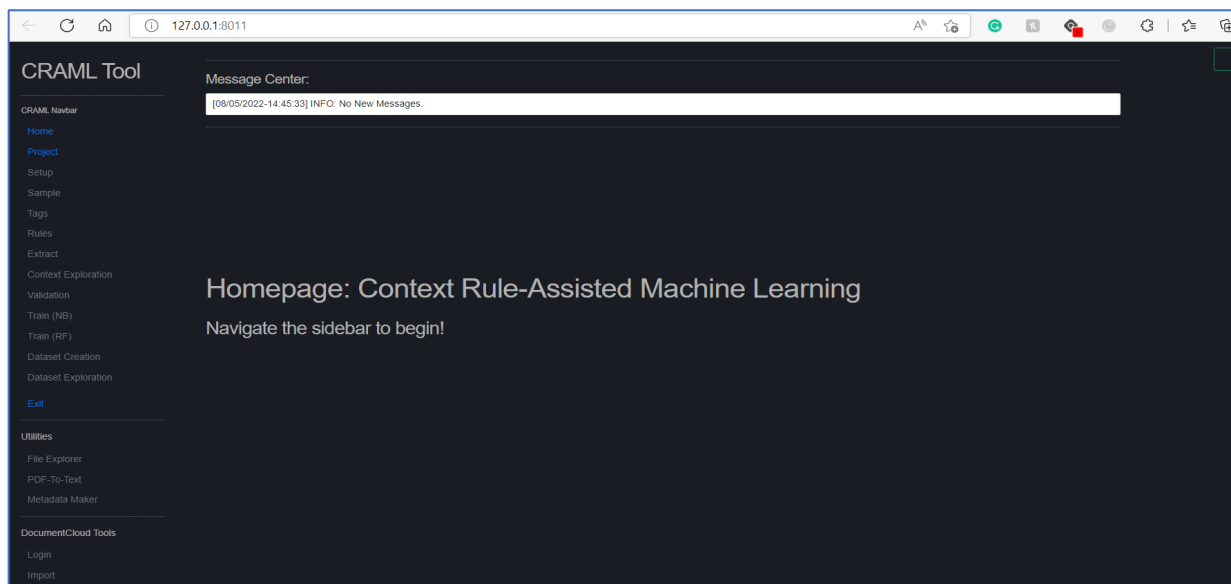 127.0.0.1:8011
CRAML Tool
CRAML Navbar
Home
Project
Setup
Sample
Tags
Rules
Extract
Context Exploration
Validation
Train (NB)
Train (RF)
Dataset Creation
Dataset Exploration
Exit
Utilities
File Explorer
PDF-To-Text
Metadata Maker
DocumentCloud Tools
Login
Import
Message Center:
[08/05/2022-14:45:33] INFO: No New Messages.
Homepage: Context Rule-Assisted Machine Learning
Navigate the sidebar to begin!